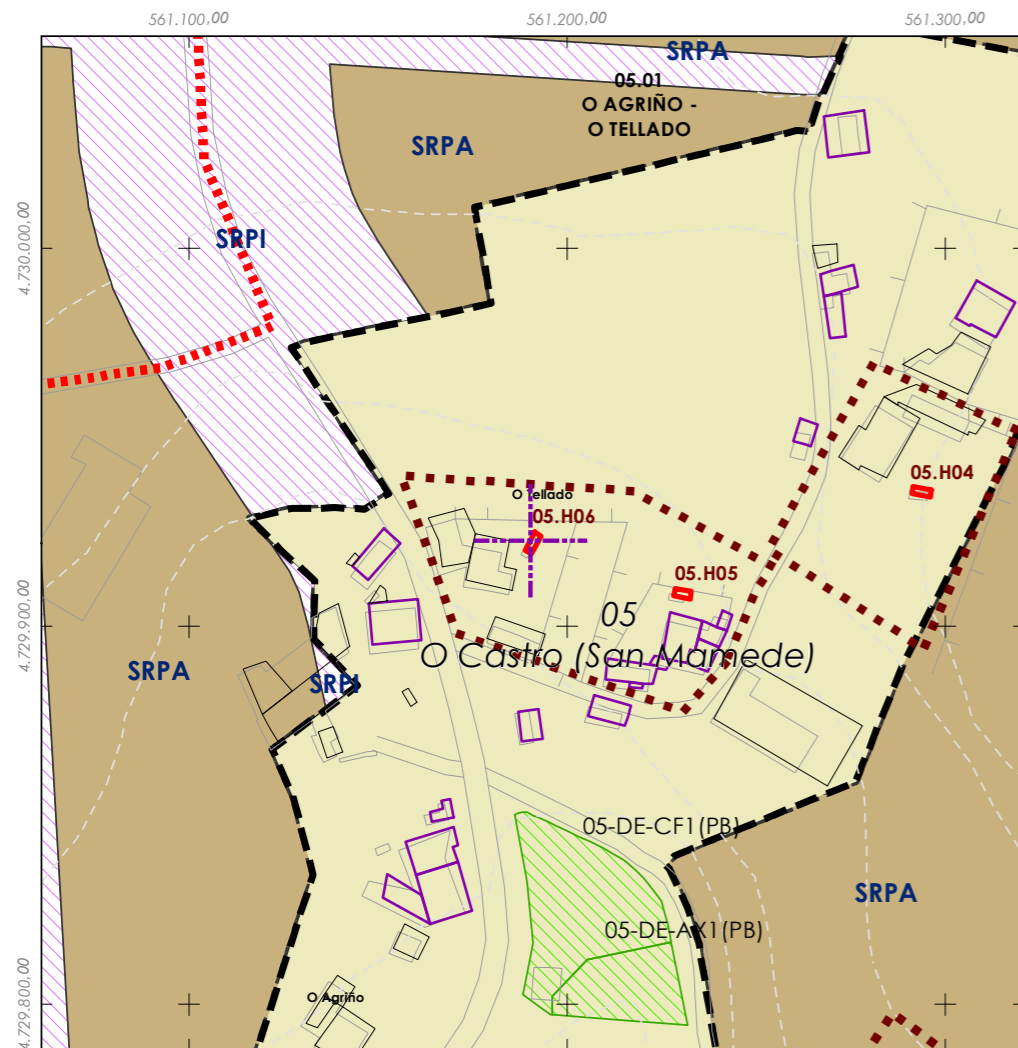 561.100,00
561.200,00
561.300,00
SRPA
05.01
O AGRIÑO -
O TELLADO
SRPA
4.730.000,00
SRPI
05.H04
O Tellado
05.H06
05.H05
05
4.729.900,00
O Castro (San Mamede)
SRPA
SRPI
05-DE-CF1(PB)
SRPA
05-DE-AX1(PB)
4.729.800,00
O Agriño